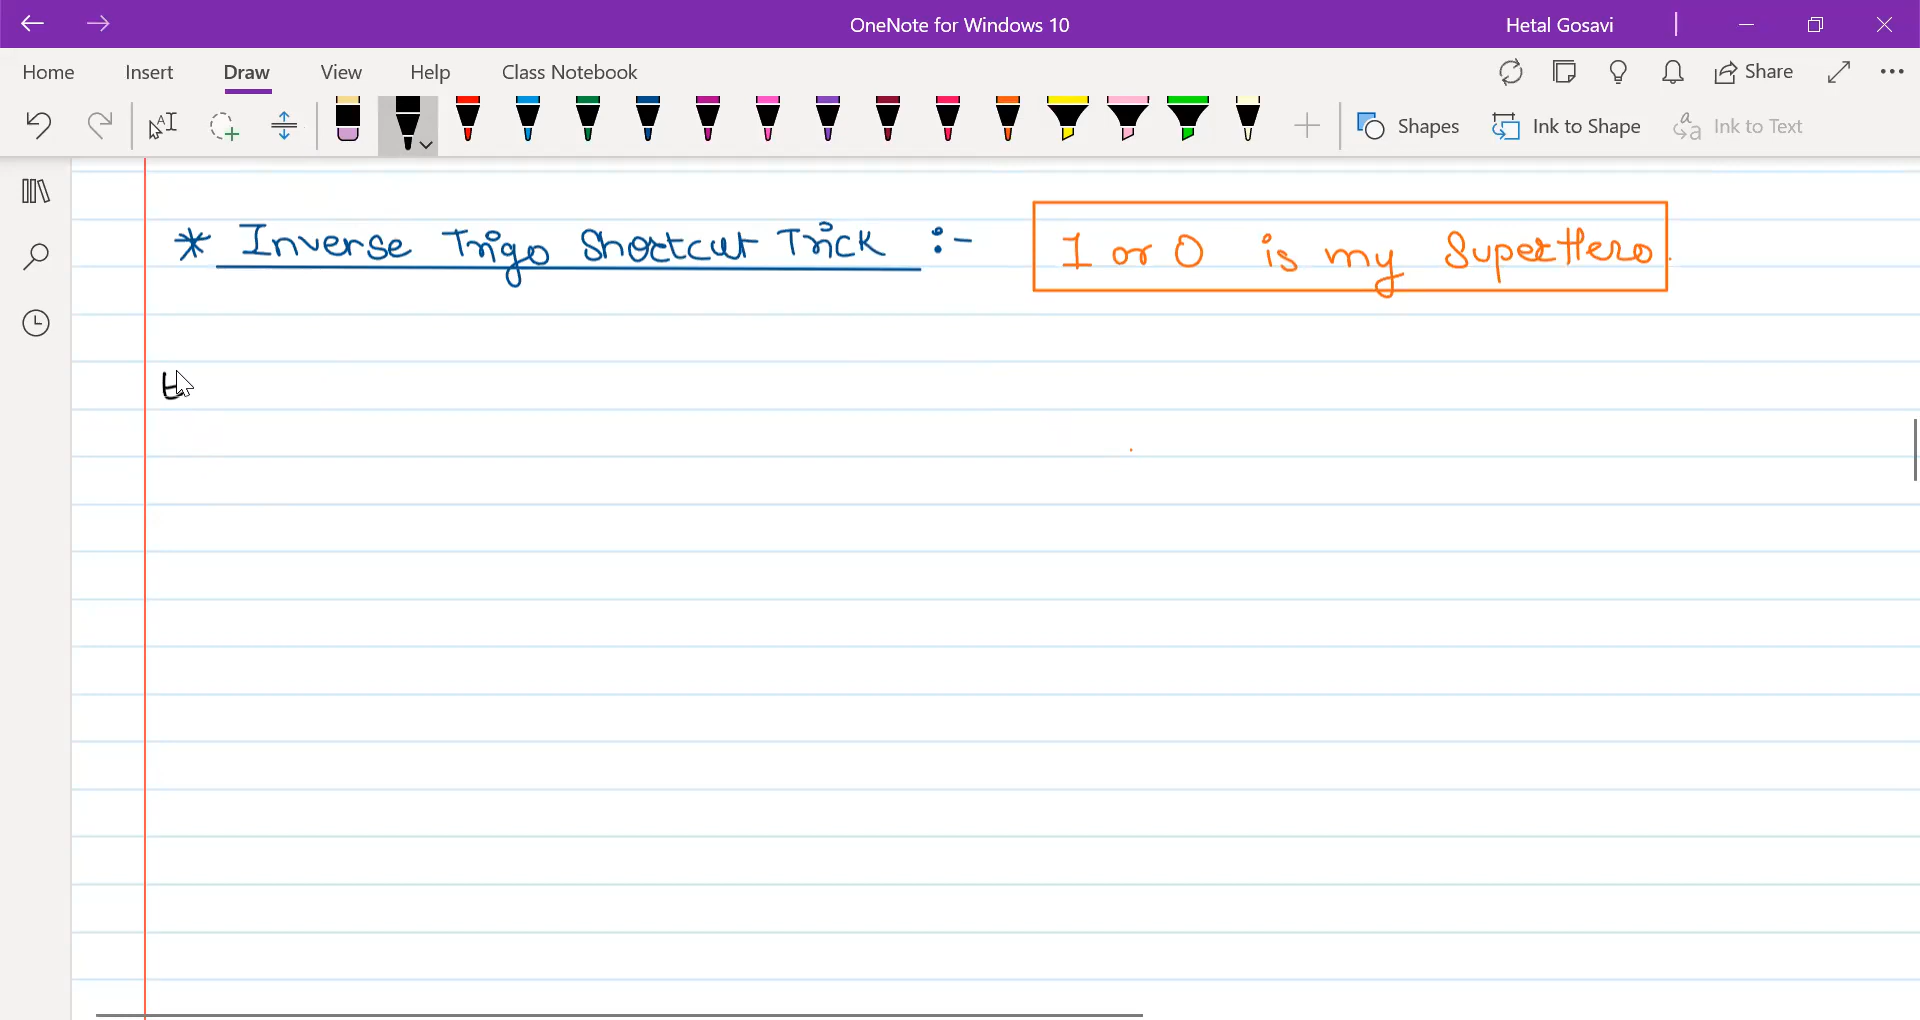 OneNote for Windows 10
Hetal Gosavi
Home Insert Draw View Help Class Notebook
Share
Shapes Ink to Shape Ink to Text
* Inverse Trigo Shortcut Trick :-
1 or 0 is my SuperHero.